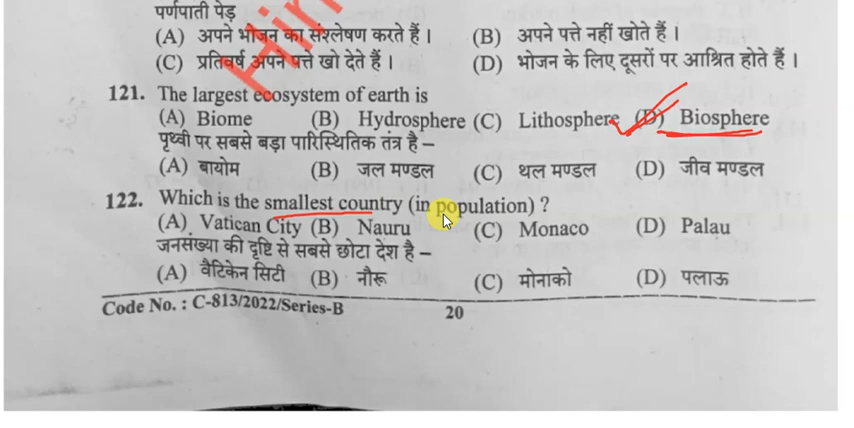 पर्णपाती पेड़
(A) अपने भोजन का संश्लेषण करते हैं। (B) अपने पत्ते नहीं खोते हैं।
(C) प्रतिवर्ष अपने पत्ते खो देते हैं। (D) भोजन के लिए दूसरों पर आश्रित होते हैं।
121. The largest ecosystem of earth is
(A) Biome (B) Hydrosphere (C) Lithosphere (D) Biosphere
पृथ्वी पर सबसे बड़ा पारिस्थितिक तंत्र है –
(A) बायोम (B) जल मण्डल (C) थल मण्डल (D) जीव मण्डल
122. Which is the smallest country (in population) ?
(A) Vatican City (B) Nauru (C) Monaco (D) Palau
जनसंख्या की दृष्टि से सबसे छोटा देश है –
(A) वैटिकेन सिटी (B) नौरू (C) मोनाको (D) पलाऊ
Code No. : C-813/2022/Series-B 20